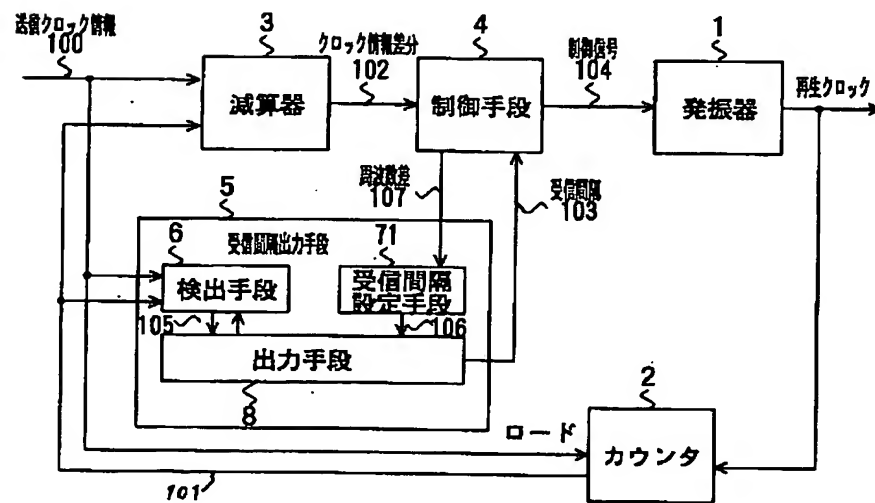 送信クロック情報
100
3
減算器
クロック情報差分
102
4
制御手段
制御信号
104
1
発振器
再生クロック
周波数差
107
受信間隔
103
5
受信間隔出力手段
6
検出手段
71
受信間隔
設定手段
105
106
出力手段
8
ロード
2
カウンタ
101